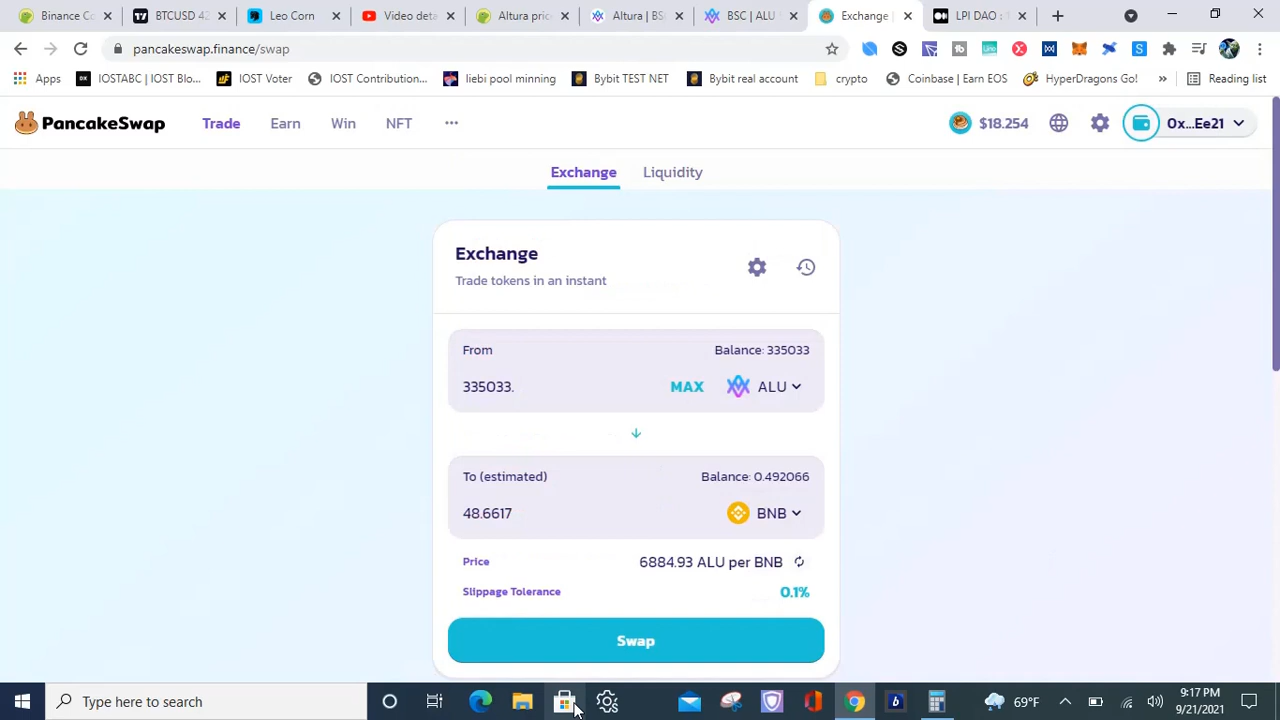 Binance Co
BTCUSD 42
Leo Corn
Video deta
Altura pric
Altura | BS
BSC | ALU
Exchange |
LPI DAO : I
pancakeswap.finance/swap
Apps
IOSTABC | IOST Blo...
IOST Voter
IOST Contribution...
liebi pool minning
Bybit TEST NET
Bybit real account
crypto
Coinbase | Earn EOS
HyperDragons Go!
»
Reading list
PancakeSwap
Trade
Earn
Win
NFT
...
$18.254
0x...Ee21
Exchange
Liquidity
Exchange
Trade tokens in an instant
From
Balance: 335033
335033.
MAX
ALU
To (estimated)
Balance: 0.492066
48.6617
BNB
Price
6884.93 ALU per BNB
Slippage Tolerance
0.1%
Swap
Type here to search
69°F
9:17 PM
9/21/2021